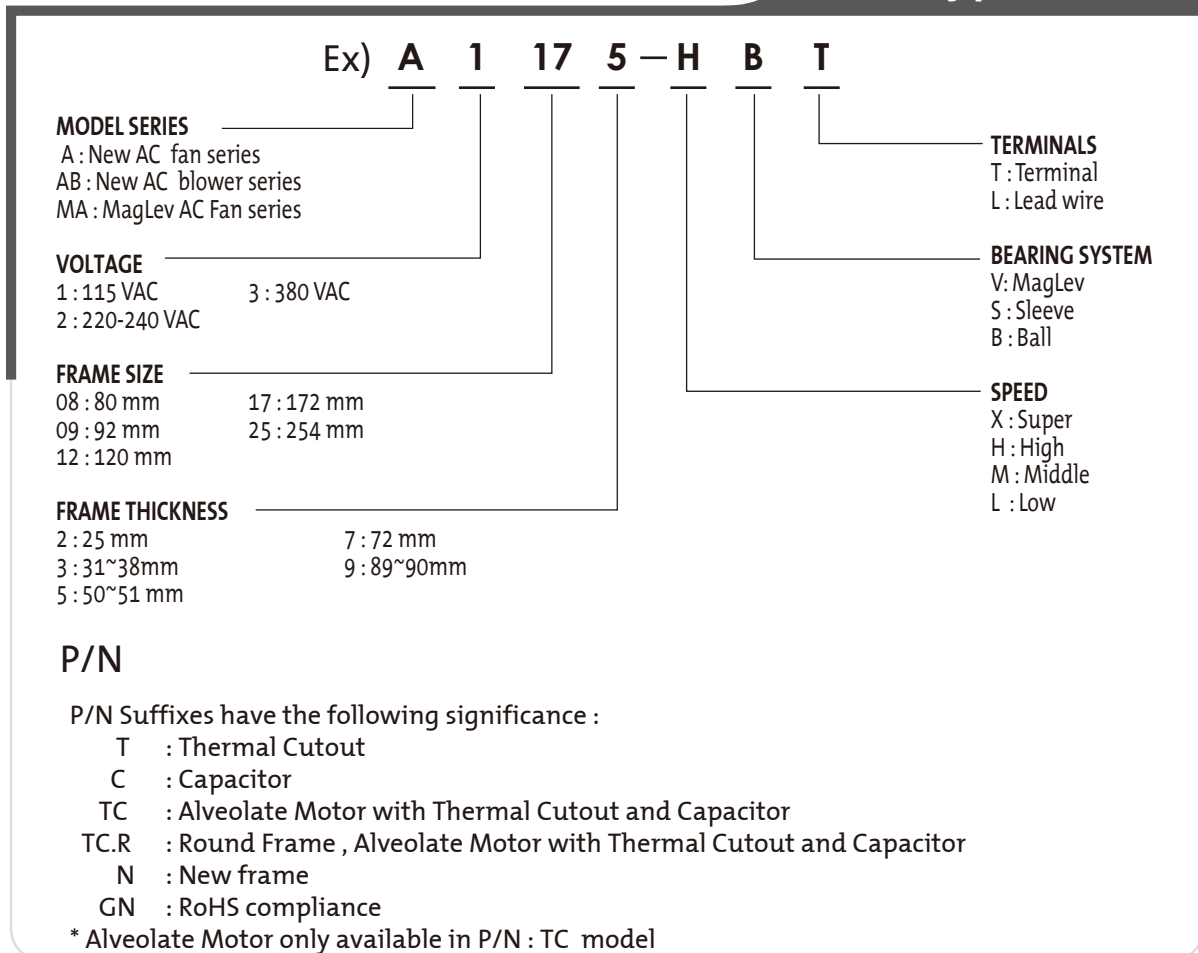 Ex) A 1 17 5 — H B T
MODEL SERIES
A : New AC fan series
AB : New AC blower series
MA : MagLev AC Fan series
VOLTAGE
1 : 115 VAC 3 : 380 VAC
2 : 220-240 VAC
FRAME SIZE
08 : 80 mm 17 : 172 mm
09 : 92 mm 25 : 254 mm
12 : 120 mm
FRAME THICKNESS
2 : 25 mm 7 : 72 mm
3 : 31~38mm 9 : 89~90mm
5 : 50~51 mm
TERMINALS
T : Terminal
L : Lead wire
BEARING SYSTEM
V: MagLev
S : Sleeve
B : Ball
SPEED
X : Super
H : High
M : Middle
L : Low
P/N
P/N Suffixes have the following significance :
T : Thermal Cutout
C : Capacitor
TC : Alveolate Motor with Thermal Cutout and Capacitor
TC.R : Round Frame , Alveolate Motor with Thermal Cutout and Capacitor
N : New frame
GN : RoHS compliance
* Alveolate Motor only available in P/N : TC model